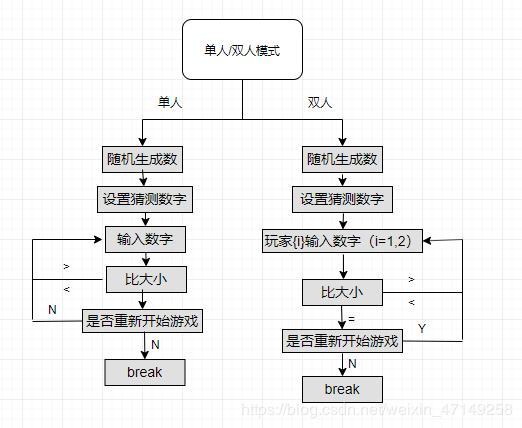 单人/双人模式
单人
双人
随机生成数
随机生成数
设置猜测数字
设置猜测数字
输入数字
玩家{i}输入数字（i=1,2）
>
比大小
<
>
比大小
<
N
=
Y
是否重新开始游戏
是否重新开始游戏
N
N
break
break
https://blog.csdn.net/weixin_47149258